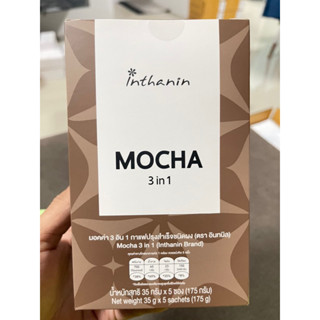 inthanin
MOCHA
3 in 1
มอคค่า 3 อิน 1 กาแฟปรุงสำเร็จชนิดผง (ตรา อินทนิล)
Mocha 3 in 1 (Inthanin Brand)
น้ำหนักสุทธิ 35 กรัม x 5 ซอง (175 กรัม)
Net weight 35 g x 5 sachets (175 g)